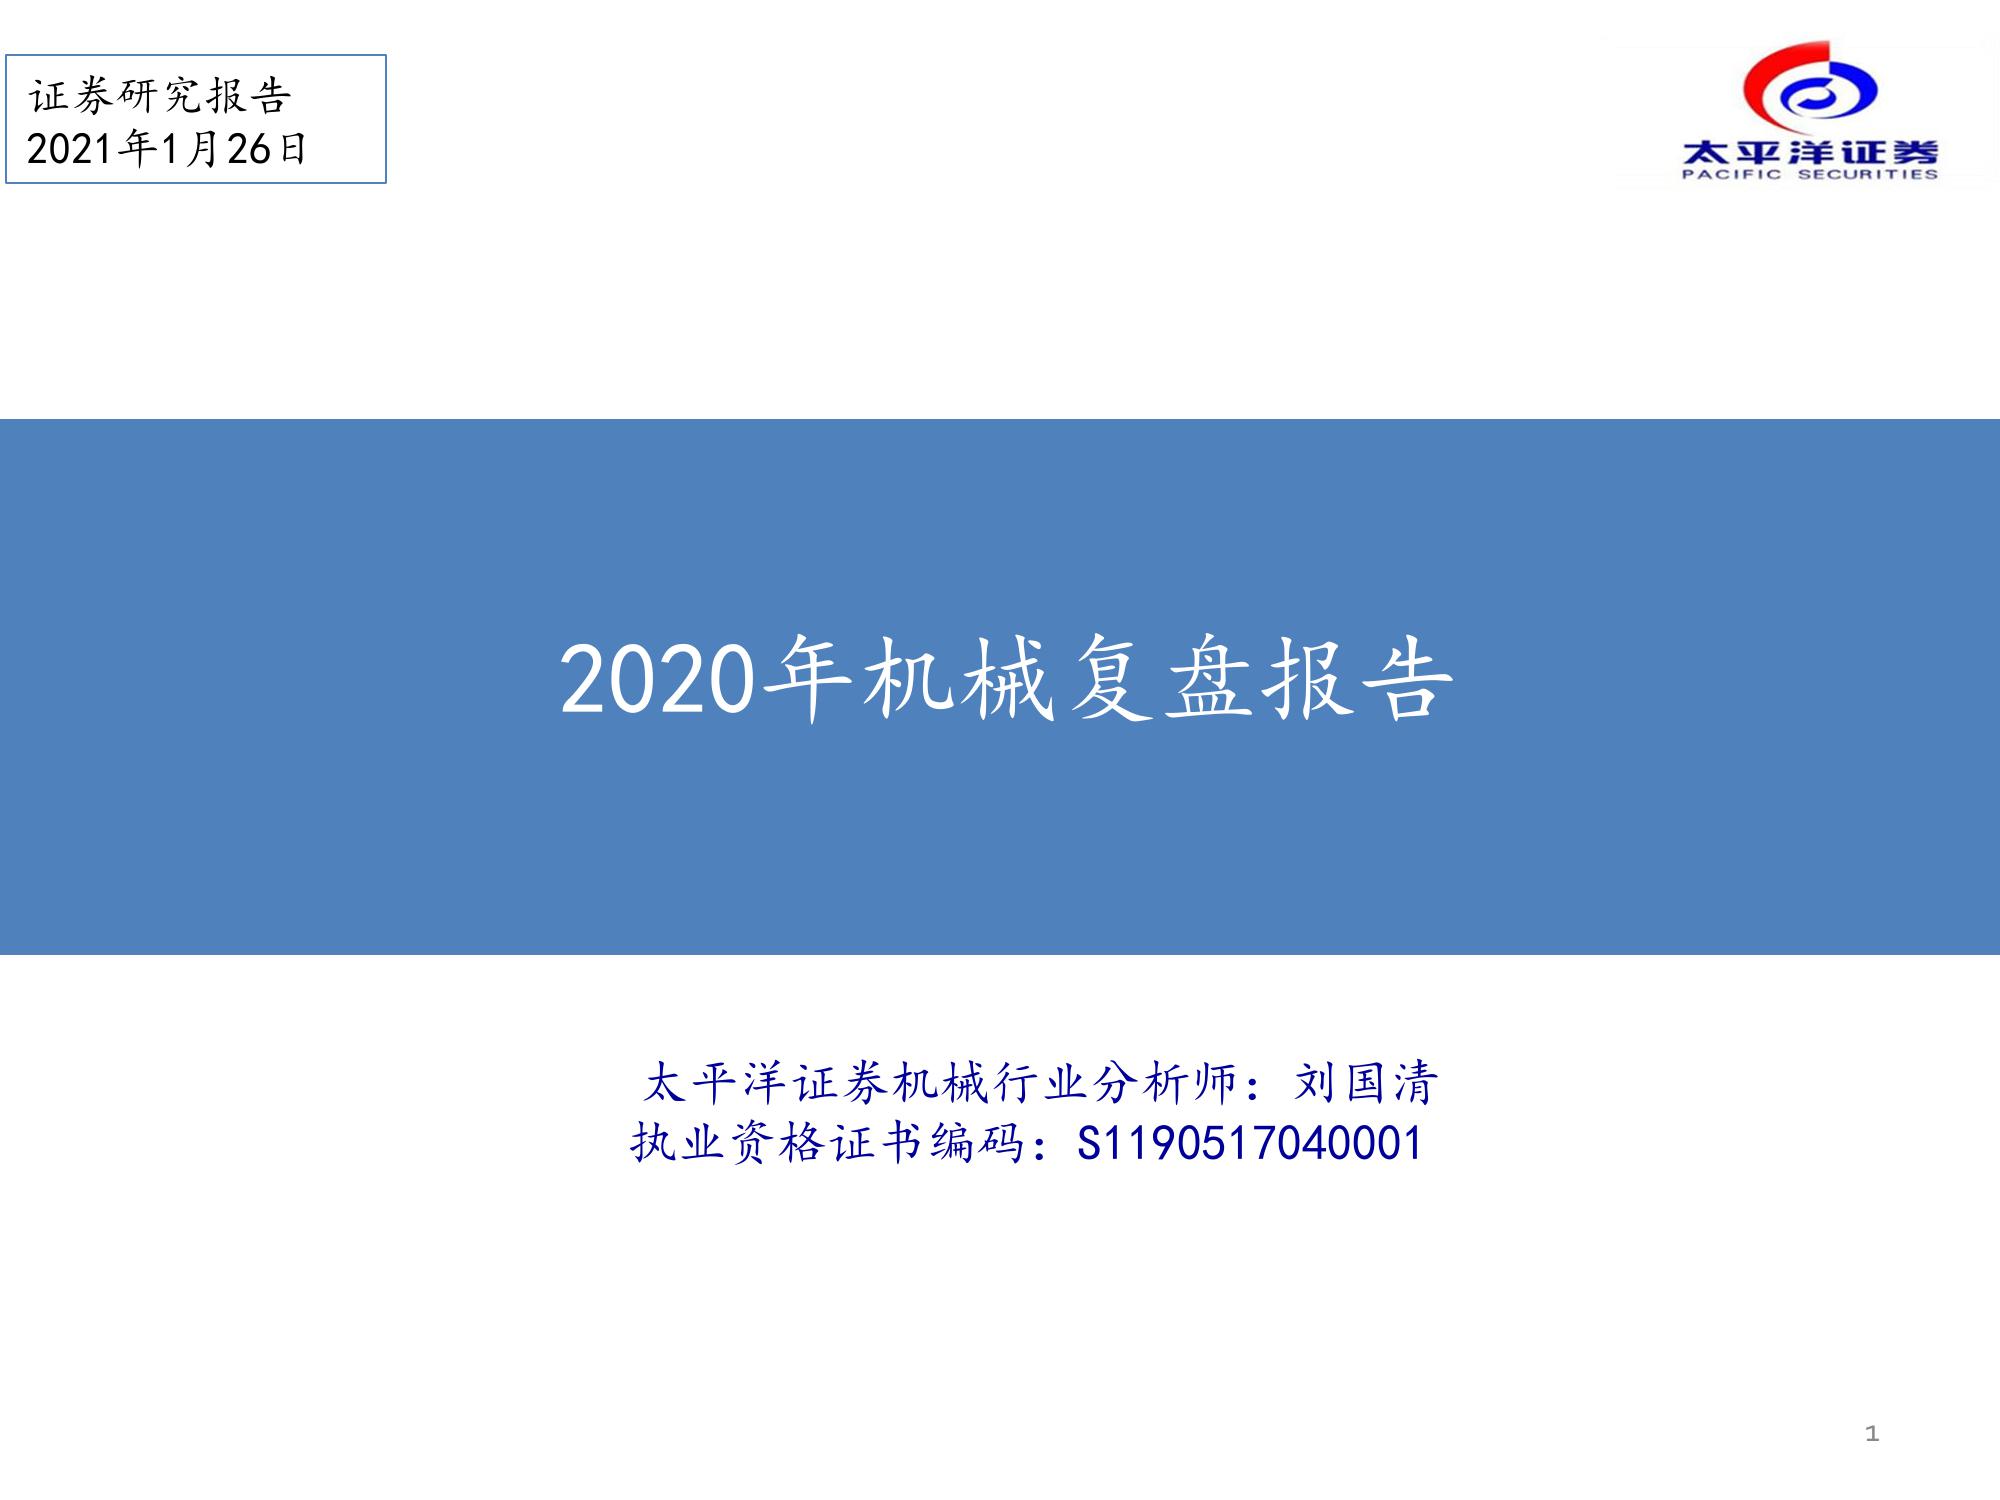 证券研究报告
2021年1月26日
太平洋证券
PACIFIC SECURITIES
2020年机械复盘报告
太平洋证券机械行业分析师：刘国清
执业资格证书编码：S1190517040001
1